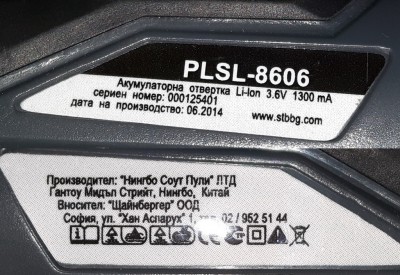 PLSL-8606
Акумулаторна отвертка Li-Ion 3.6V 1300 mA
сериен номер: 000125401
дата на производство: 06.2014 www.stbbg.com
Производител: "Нингбо Соут Пули" ЛТД
Гантоу Мидъл Стрийт, Нингбо, Китай
Вносител: "Щайнбергер" ООД
София, ул. "Хан Аспарух" 1, тел. 02 / 952 51 44